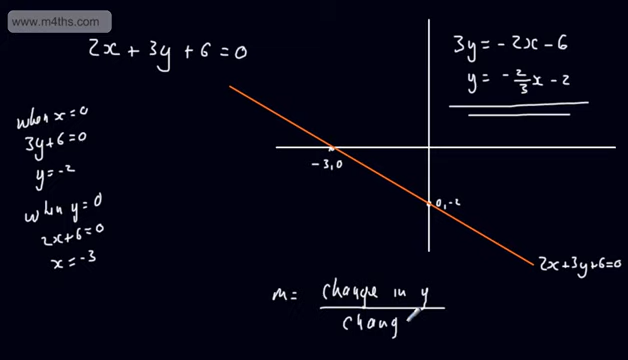 www.m4ths.com
2x + 3y + 6 = 0
when x = 0
3y + 6 = 0
y = -2
when y = 0
2x + 6 = 0
x = -3
3y = -2x - 6
y = -2/3x - 2
-3,0
0,-2
2x+3y+6=0
m = change in y
chang